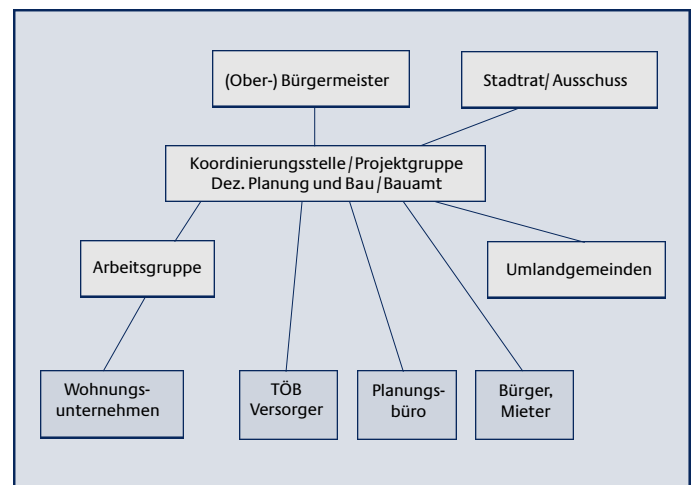 (Ober-) Bürgermeister
Stadtrat/ Ausschuss
Koordinierungsstelle / Projektgruppe
Dez. Planung und Bau / Bauamt
Arbeitsgruppe
Umlandgemeinden
Wohnungs-
unternehmen
TÖB
Versorger
Planungs-
büro
Bürger,
Mieter